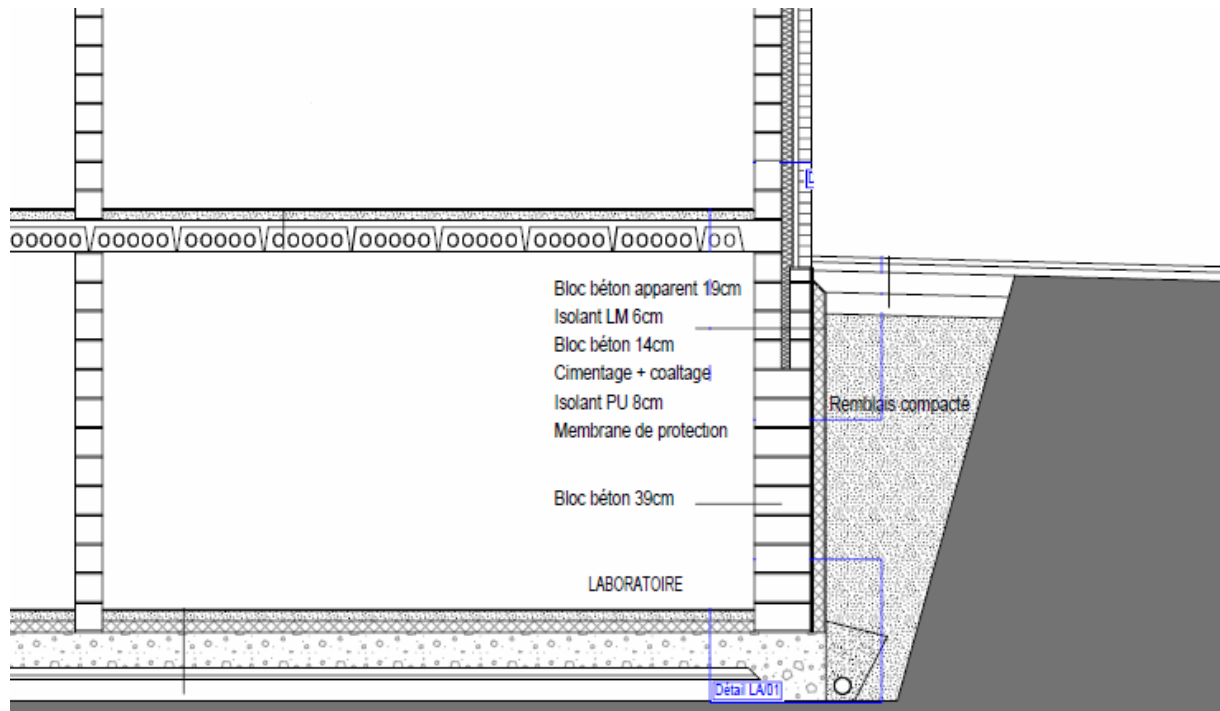 Bloc béton apparent 19cm
Isolant LM 6cm
Bloc béton 14cm
Cimentage + coaltage
Isolant PU 8cm
Remblais compacté
Membrane de protection
Bloc béton 39cm
LABORATOIRE
Détail LA/01